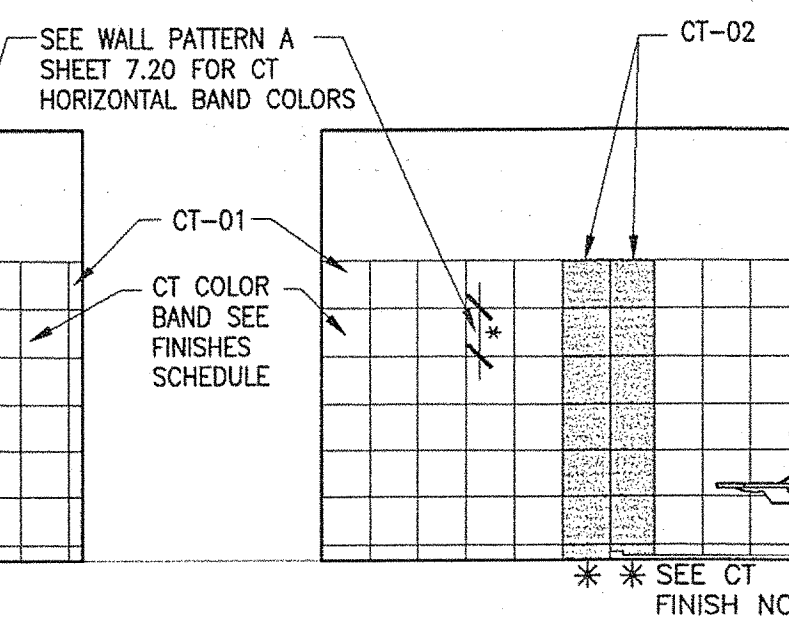 SEE WALL PATTERN A
SHEET 7.20 FOR CT
HORIZONTAL BAND COLORS
CT-02
CT-01
CT COLOR
BAND SEE
FINISHES
SCHEDULE
*
* * SEE CT
FINISH